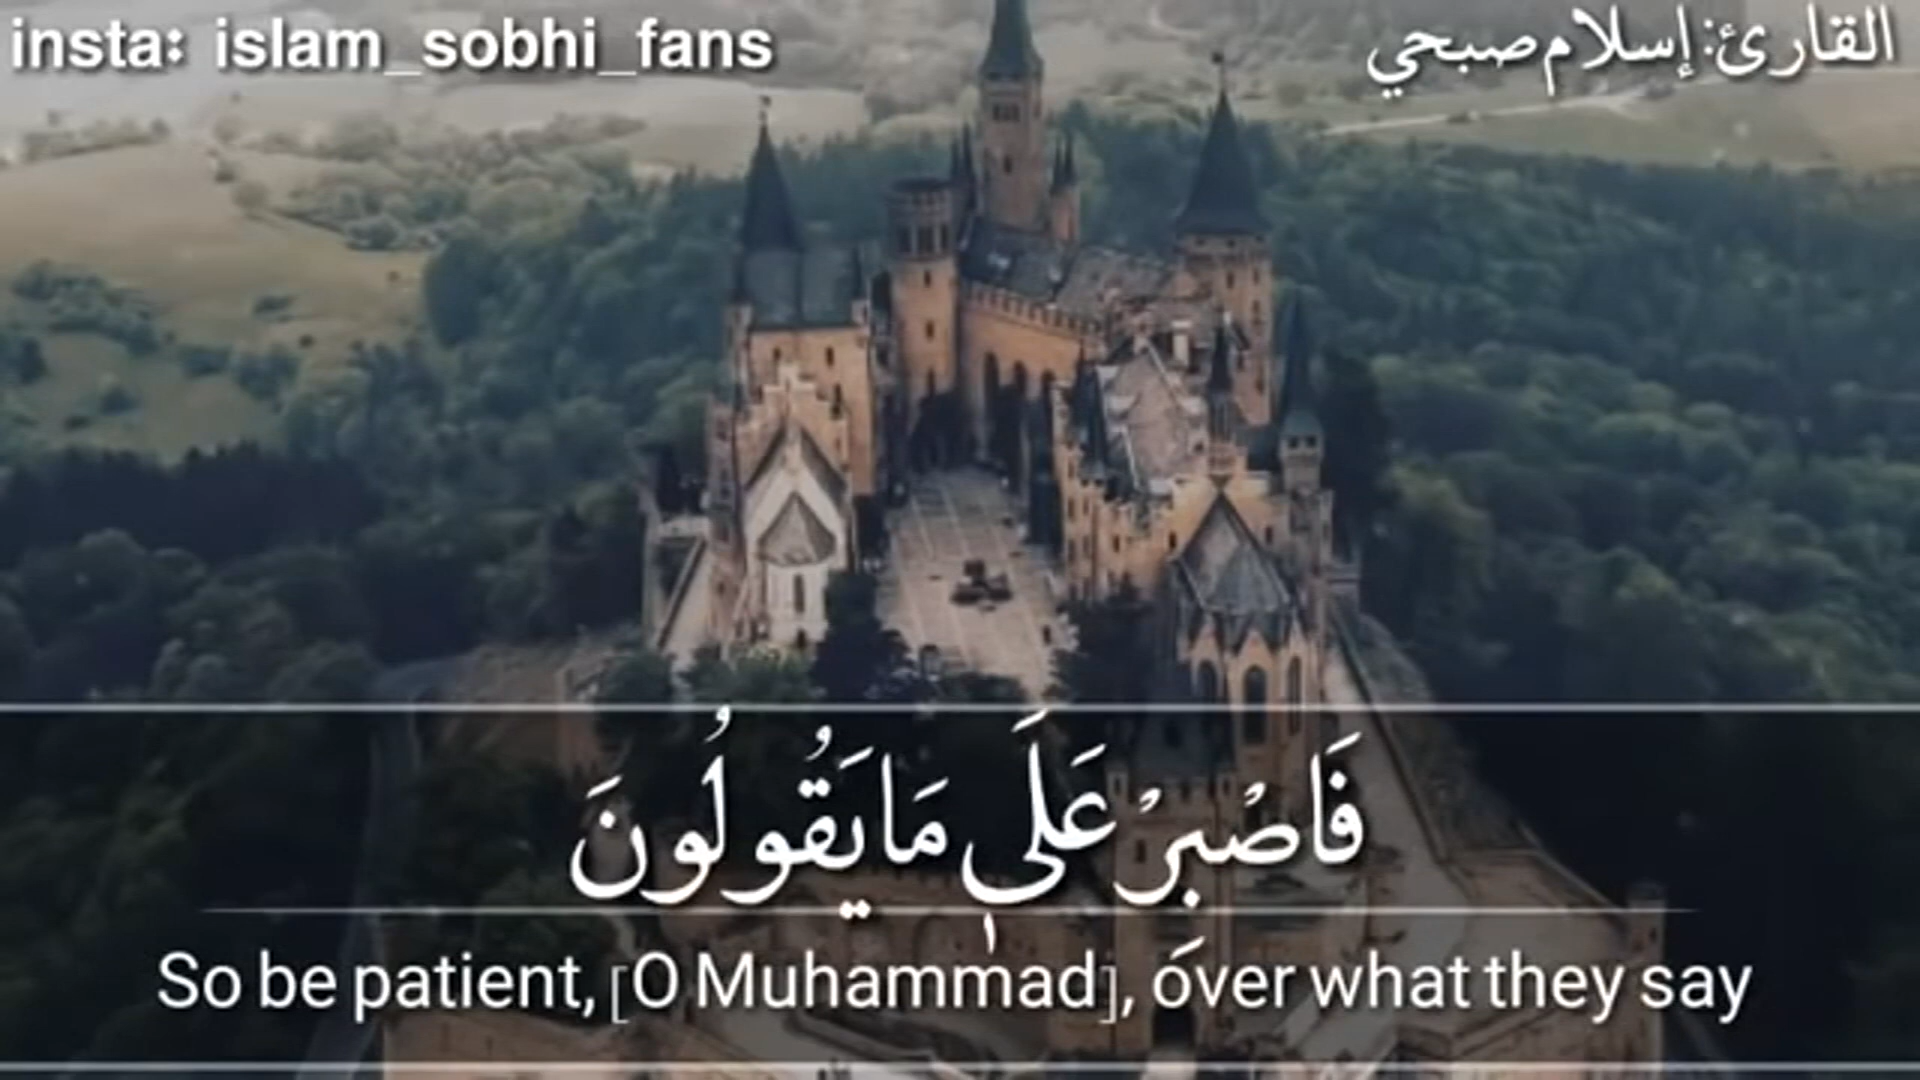 insta: islam_sobhi_fans
القارئ: إسلام صبحي
فَاصْبِرْ عَلَىٰ مَا يَقُولُونَ
So be patient, [O Muhammad], over what they say